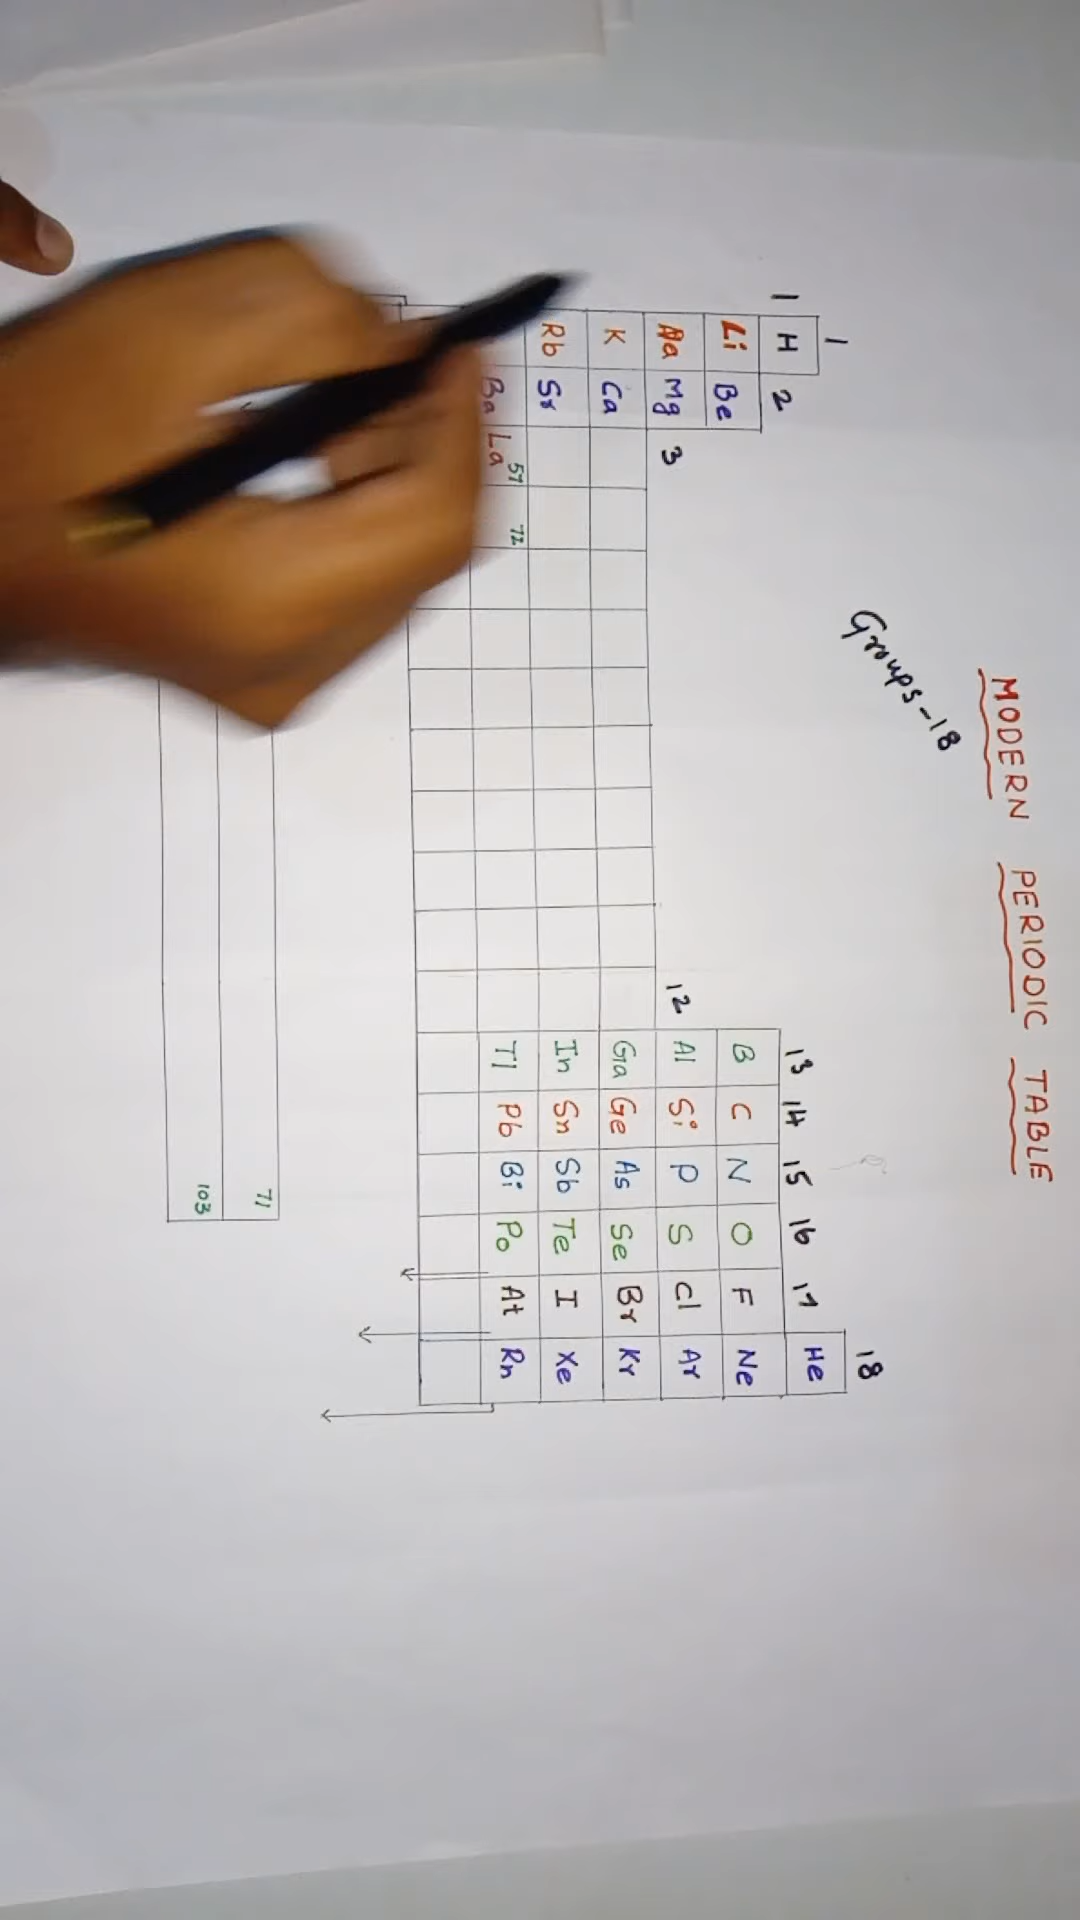 MODERN PERIODIC TABLE
Groups-18
1 18
1 H 2 13 14 15 16 17 He
Li Be B C N O F Ne
Na Mg 3 12 Al Si P S Cl Ar
K Ca Ga Ge As Se Br Kr
Rb Sr In Sn Sb Te I Xe
57 72
Ba La Tl Pb Bi Po At Rn
71
103